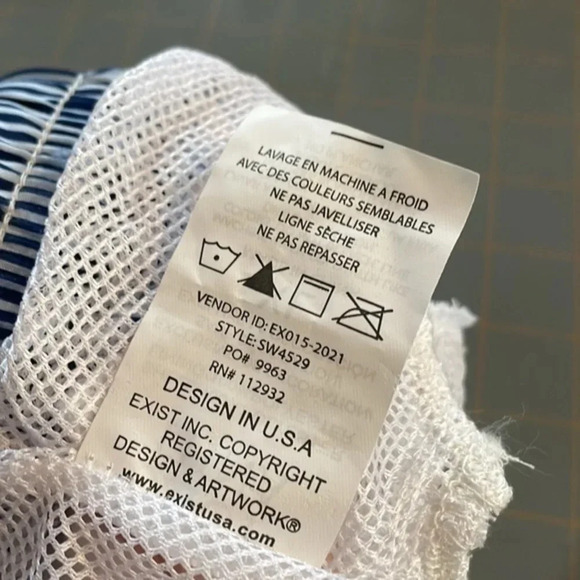 LAVAGE EN MACHINE A FROID
AVEC DES COULEURS SEMBLABLES
NE PAS JAVELLISER
LIGNE SÊCHE
NE PAS REPASSER
VENDOR ID: EX015-2021
STYLE: SW4529
PO# 9963
RN# 112932
DESIGN IN U.S.A
EXIST INC. COPYRIGHT
REGISTERED
DESIGN & ARTWORK®
www.existusa.com